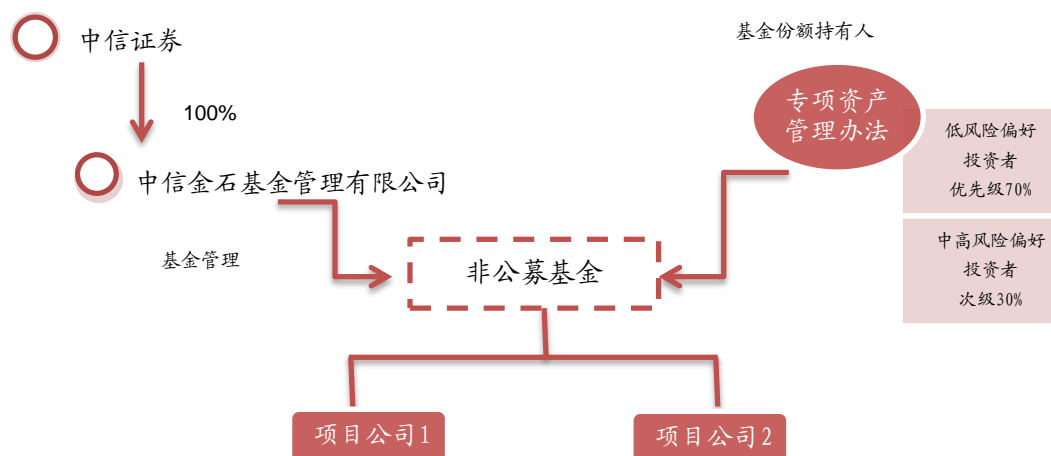 中信证券
100%
中信金石基金管理有限公司
基金管理
基金份额持有人
专项资产
管理办法
低风险偏好
投资者
优先级70%
中高风险偏好
投资者
次级30%
非公募基金
项目公司1
项目公司2